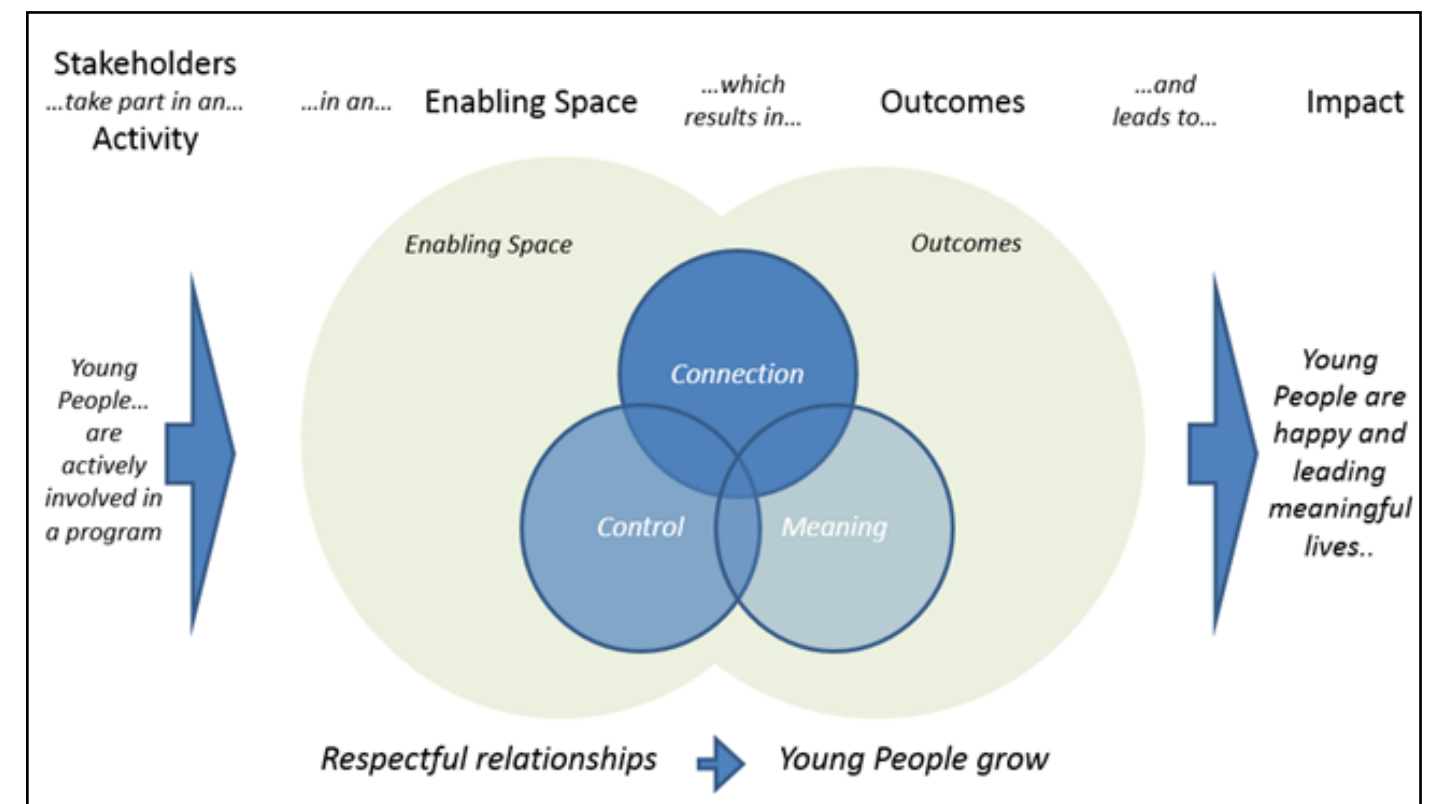 Stakeholders
...take part in an...
Activity
...in an...
Enabling Space
...which
results in...
Outcomes
...and
leads to...
Impact
Enabling Space
Outcomes
Young
People...
are
actively
involved in
a program
Connection
Control
Meaning
Young
People are
happy and
leading
meaningful
lives..
Respectful relationships
Young People grow